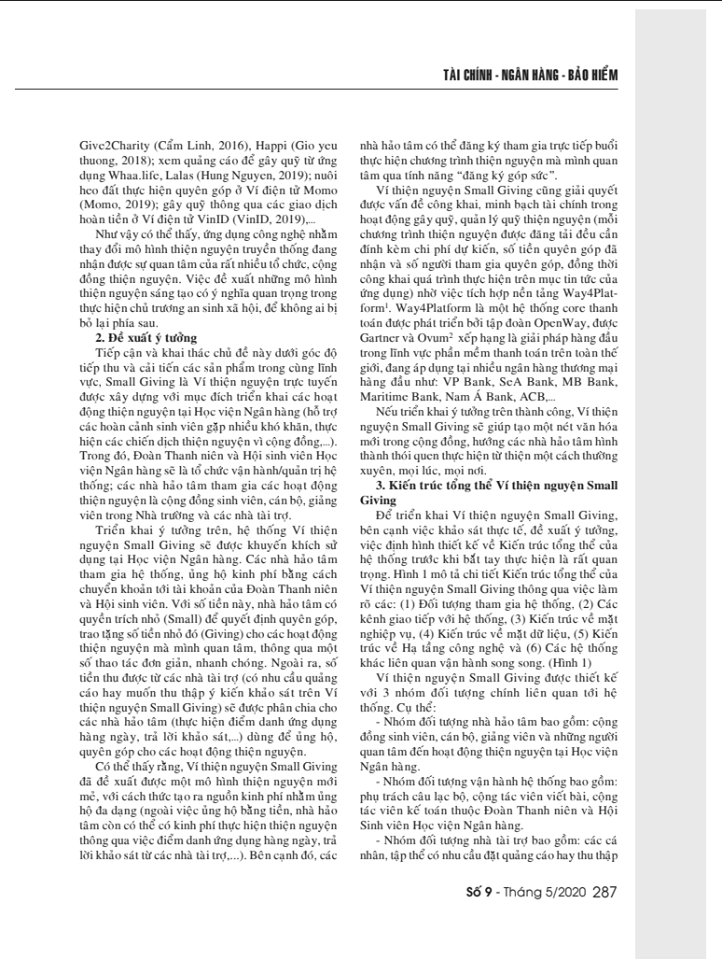 TÀI CHÍNH - NGÂN HÀNG - BẢO HIỂM
Give2Charity (Cẩm Linh, 2016), Happi (Gio yeu
thuong, 2018); xem quảng cáo để gây quỹ từ ứng
dụng Whaa.life, Lalas (Hung Nguyen, 2019); nuôi
heo đất thực hiện quyên góp ở Ví điện tử Momo
(Momo, 2019); gây quỹ thông qua các giao dịch
hoàn tiền ở Ví điện tử VinID (VinID, 2019),...
Như vậy có thể thấy, ứng dụng công nghệ nhằm
thay đổi mô hình thiện nguyện truyền thống đang
nhận được sự quan tâm của rất nhiều tổ chức, cộng
đồng thiện nguyện. Việc đề xuất những mô hình
thiện nguyện sáng tạo có ý nghĩa quan trọng trong
thực hiện chủ trương an sinh xã hội, để không ai bị
bỏ lại phía sau.
2. Đề xuất ý tưởng
Tiếp cận và khai thác chủ đề này dưới góc độ
tiếp thu và cải tiến các sản phẩm trong cùng lĩnh
vực, Small Giving là Ví thiện nguyện trực tuyến
được xây dựng với mục đích triển khai các hoạt
động thiện nguyện tại Học viện Ngân hàng (hỗ trợ
các hoàn cảnh sinh viên gặp nhiều khó khăn, thực
hiện các chiến dịch thiện nguyện vì cộng đồng,...).
Trong đó, Đoàn Thanh niên và Hội sinh viên Học
viện Ngân hàng sẽ là tổ chức vận hành/quản trị hệ
thống; các nhà hảo tâm tham gia các hoạt động
thiện nguyện là cộng đồng sinh viên, cán bộ, giảng
viên trong Nhà trường và các nhà tài trợ.
Triển khai ý tưởng trên, hệ thống Ví thiện
nguyện Small Giving sẽ được khuyến khích sử
dụng tại Học viện Ngân hàng. Các nhà hảo tâm
tham gia hệ thống, ủng hộ kinh phí bằng cách
chuyển khoản tới tài khoản của Đoàn Thanh niên
và Hội sinh viên. Với số tiền này, nhà hảo tâm có
quyền trích nhỏ (Small) để quyết định quyên góp,
trao tặng số tiền nhỏ đó (Giving) cho các hoạt động
thiện nguyện mà mình quan tâm, thông qua một
số thao tác đơn giản, nhanh chóng. Ngoài ra, số
tiền thu được từ các nhà tài trợ (có nhu cầu quảng
cáo hay muốn thu thập ý kiến khảo sát trên Ví
thiện nguyện Small Giving) sẽ được phân chia cho
các nhà hảo tâm (thực hiện điểm danh ứng dụng
hàng ngày, trả lời khảo sát,...) dùng để ủng hộ,
quyên góp cho các hoạt động thiện nguyện.
Có thể thấy rằng, Ví thiện nguyện Small Giving
đã đề xuất được một mô hình thiện nguyện mới
mẻ, với cách thức tạo ra nguồn kinh phí nhằm ủng
hộ đa dạng (ngoài việc ủng hộ bằng tiền, nhà hảo
tâm còn có thể có kinh phí thực hiện thiện nguyện
thông qua việc điểm danh ứng dụng hàng ngày, trả
lời khảo sát từ các nhà tài trợ,...). Bên cạnh đó, các
nhà hảo tâm có thể đăng ký tham gia trực tiếp buổi
thực hiện chương trình thiện nguyện mà mình quan
tâm qua tính năng “đăng ký góp sức”.
Ví thiện nguyện Small Giving cũng giải quyết
được vấn đề công khai, minh bạch tài chính trong
hoạt động gây quỹ, quản lý quỹ thiện nguyện (mỗi
chương trình thiện nguyện được đăng tải đều cần
đính kèm chi phí dự kiến, số tiền quyên góp đã
nhận và số người tham gia quyên góp, đồng thời
công khai quá trình thực hiện trên mục tin tức của
ứng dụng) nhờ việc tích hợp nền tảng Way4Plat-
form¹. Way4Platform là một hệ thống core thanh
toán được phát triển bởi tập đoàn OpenWay, được
Gartner và Ovum² xếp hạng là giải pháp hàng đầu
trong lĩnh vực phần mềm thanh toán trên toàn thế
giới, đang áp dụng tại nhiều ngân hàng thương mại
hàng đầu như: VP Bank, SeA Bank, MB Bank,
Maritime Bank, Nam Á Bank, ACB,...
Nếu triển khai ý tưởng trên thành công, Ví thiện
nguyện Small Giving sẽ giúp tạo một nét văn hóa
mới trong cộng đồng, hướng các nhà hảo tâm hình
thành thói quen thực hiện từ thiện một cách thường
xuyên, mọi lúc, mọi nơi.
3. Kiến trúc tổng thể Ví thiện nguyện Small
Giving
Để triển khai Ví thiện nguyện Small Giving,
bên cạnh việc khảo sát thực tế, đề xuất ý tưởng,
việc định hình thiết kế về Kiến trúc tổng thể của
hệ thống trước khi bắt tay thực hiện là rất quan
trọng. Hình 1 mô tả chi tiết Kiến trúc tổng thể của
Ví thiện nguyện Small Giving thông qua việc làm
rõ các: (1) Đối tượng tham gia hệ thống, (2) Các
kênh giao tiếp với hệ thống, (3) Kiến trúc về mặt
nghiệp vụ, (4) Kiến trúc về mặt dữ liệu, (5) Kiến
trúc về Hạ tầng công nghệ và (6) Các hệ thống
khác liên quan vận hành song song. (Hình 1)
Ví thiện nguyện Small Giving được thiết kế
với 3 nhóm đối tượng chính liên quan tới hệ
thống. Cụ thể:
- Nhóm đối tượng nhà hảo tâm bao gồm: cộng
đồng sinh viên, cán bộ, giảng viên và những người
quan tâm đến hoạt động thiện nguyện tại Học viện
Ngân hàng.
- Nhóm đối tượng vận hành hệ thống bao gồm:
phụ trách câu lạc bộ, cộng tác viên viết bài, cộng
tác viên kế toán thuộc Đoàn Thanh niên và Hội
Sinh viên Học viện Ngân hàng.
- Nhóm đối tượng nhà tài trợ bao gồm: các cá
nhân, tập thể có nhu cầu đặt quảng cáo hay thu thập
Số 9 - Tháng 5/2020 287